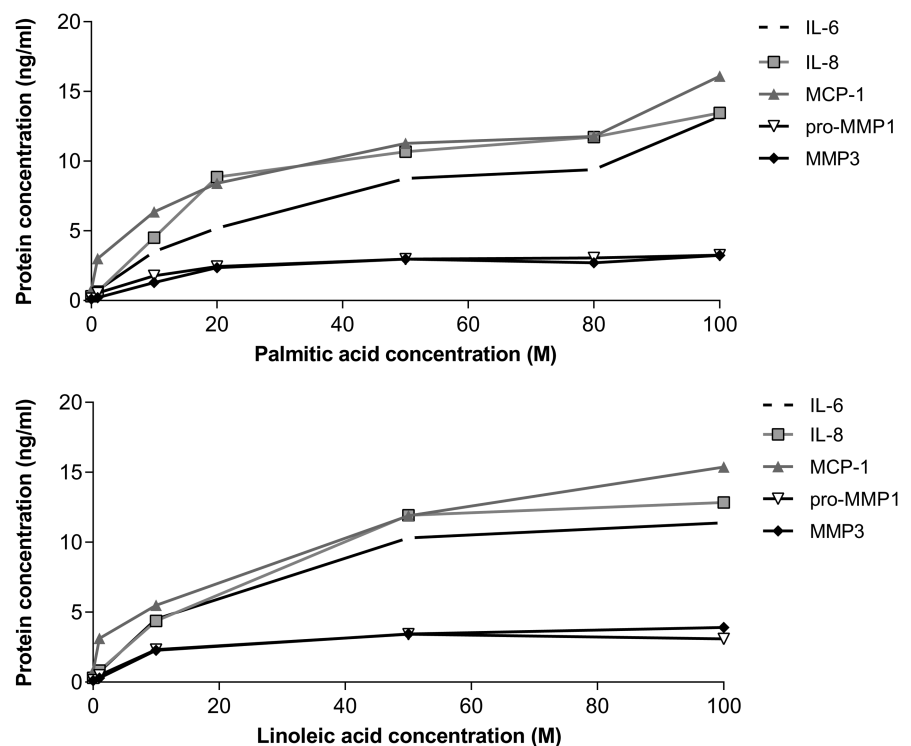 Protein concentration (ng/ml)
20
15
10
5
0
0 20 40 60 80 100
Palmitic acid concentration (M)
IL-6
IL-8
MCP-1
pro-MMP1
MMP3
Protein concentration (ng/ml)
20
15
10
5
0
0 20 40 60 80 100
Linoleic acid concentration (M)
IL-6
IL-8
MCP-1
pro-MMP1
MMP3